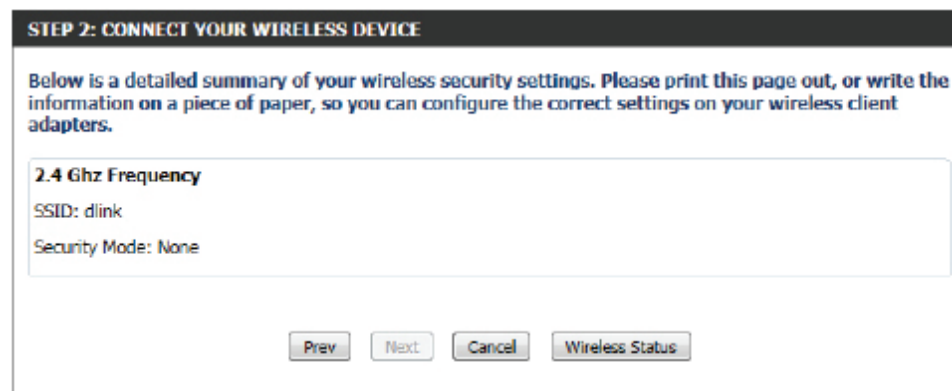 STEP 2: CONNECT YOUR WIRELESS DEVICE
Below is a detailed summary of your wireless security settings. Please print this page out, or write the
information on a piece of paper, so you can configure the correct settings on your wireless client
adapters.
2.4 Ghz Frequency
SSID: dlink
Security Mode: None
Prev Next Cancel Wireless Status